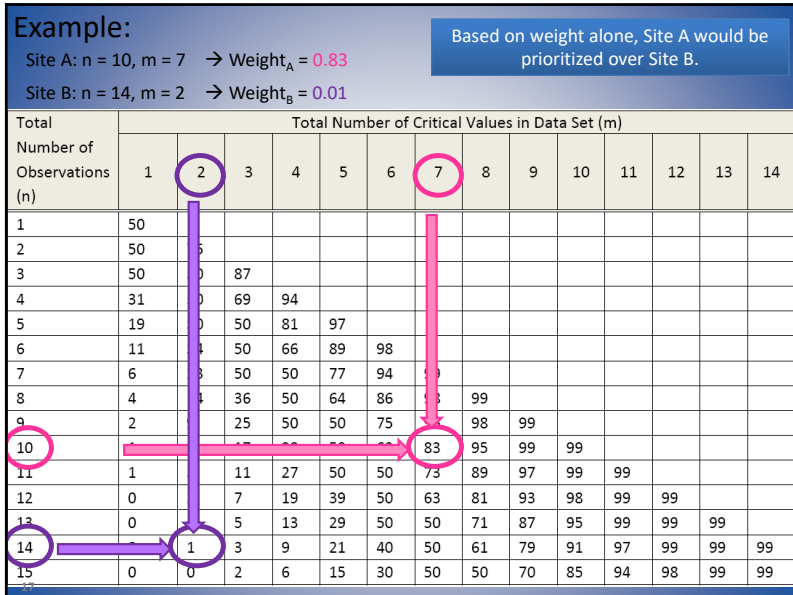 Example:
Site A: n = 10, m = 7 → Weight_A = 0.83
Site B: n = 14, m = 2 → Weight_B = 0.01
Based on weight alone, Site A would be
prioritized over Site B.
Total Number of Observations (n) Total Number of Critical Values in Data Set (m)
1 2 3 4 5 6 7 8 9 10 11 12 13 14
1 50
2 50
3 50 87
4 31 69 94
5 19 50 81 97
6 11 50 66 89 98
7 6 50 50 77 94
8 4 36 50 64 86 99
9 2 25 50 50 75 98 99
10 83 95 99 99
11 1 11 27 50 50 73 89 97 99 99
12 0 7 19 39 50 63 81 93 98 99 99
13 0 5 13 29 50 50 71 87 95 99 99 99
14 1 3 9 21 40 50 61 79 91 97 99 99 99
15 0 0 2 6 15 30 50 50 70 85 94 98 99 99
17